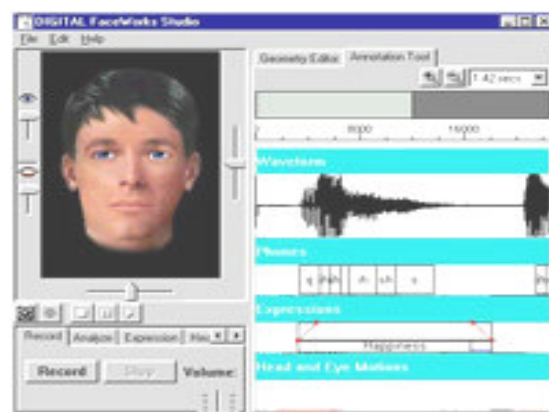 DIGITAL FaceWorks Studio
File Edit Help
Geometry Editor Annotation Tool
1.42 secs
8000 16000
Waveform
Phones
Expressions
Happiness
Record Analyze Expression
Record Stop Volume:
Head and Eye Motions